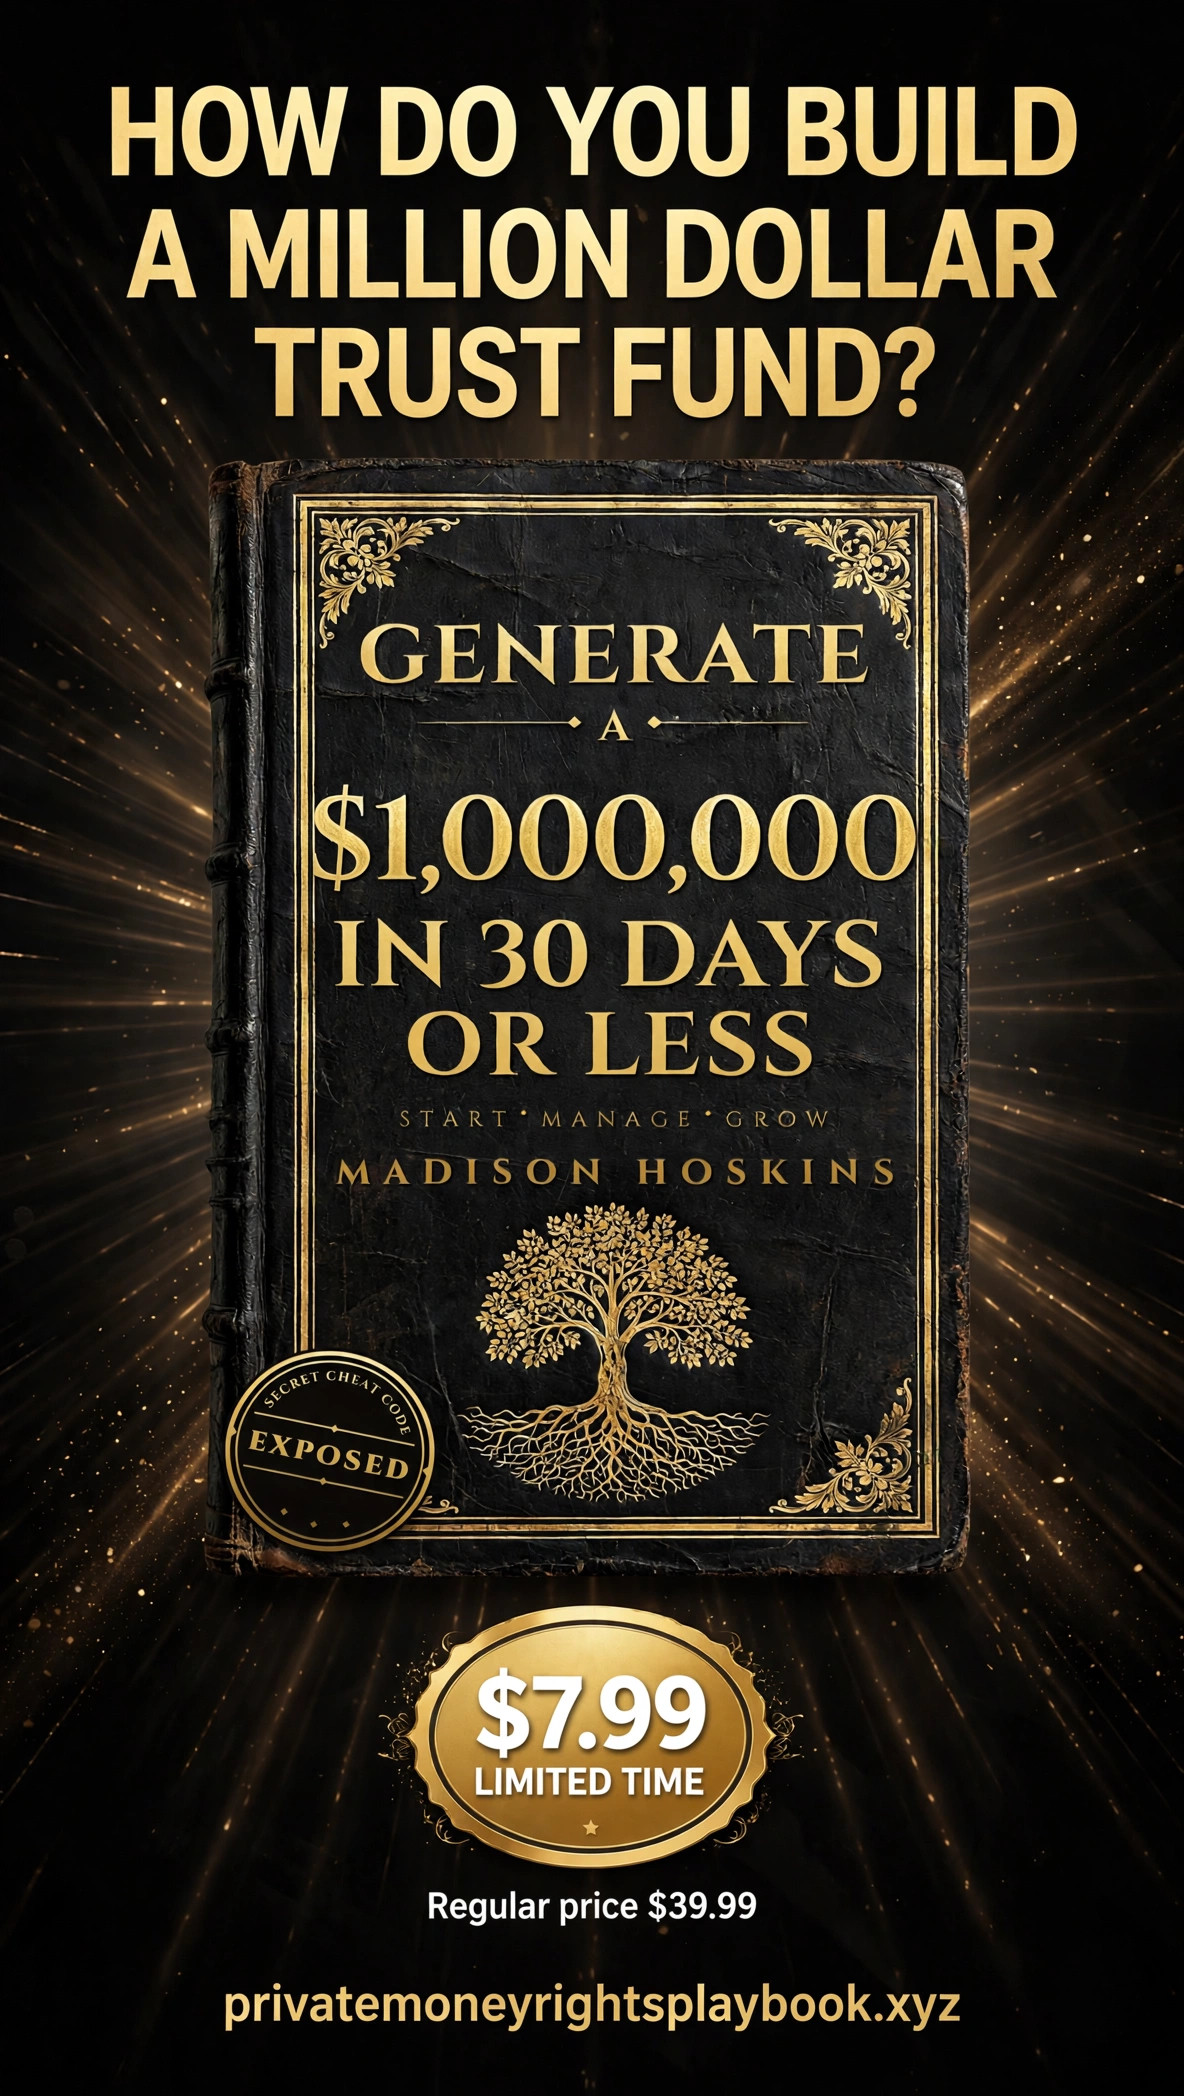 HOW DO YOU BUILD
A MILLION DOLLAR
TRUST FUND?
GENERATE
A
$1,000,000
IN 30 DAYS
OR LESS
START • MANAGE • GROW
MADISON HOSKINS
SECRET CHEAT CODE
EXPOSED
$7.99
LIMITED TIME
Regular price $39.99
privatemoneyrightsplaybook.xyz